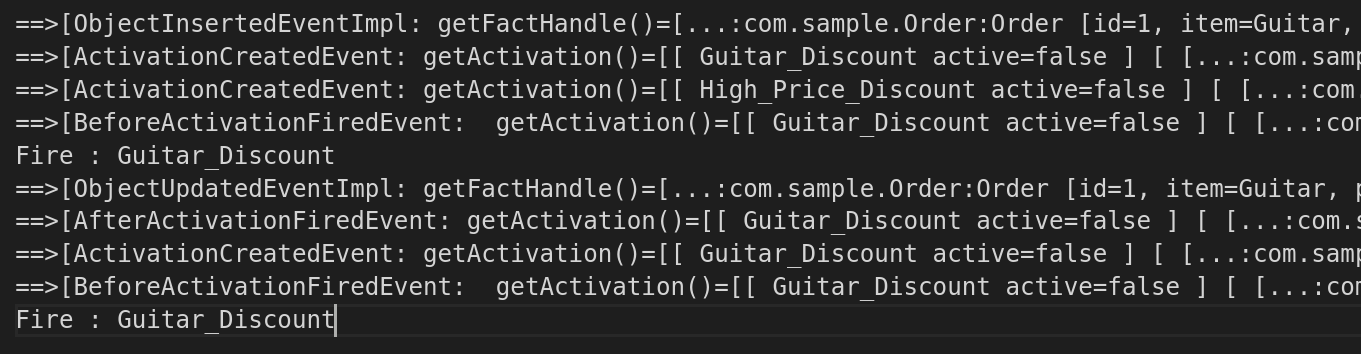 ==>[ObjectInsertedEventImpl: getFactHandle()=[...:com.sample.Order:Order [id=1, item=Guitar,
==>[ActivationCreatedEvent: getActivation()=[[ Guitar_Discount active=false ] [ [...:com.samp
==>[ActivationCreatedEvent: getActivation()=[[ High_Price_Discount active=false ] [ [...:com.
==>[BeforeActivationFiredEvent:  getActivation()=[[ Guitar_Discount active=false ] [ [...:com
Fire : Guitar_Discount
==>[ObjectUpdatedEventImpl: getFactHandle()=[...:com.sample.Order:Order [id=1, item=Guitar, p
==>[AfterActivationFiredEvent: getActivation()=[[ Guitar_Discount active=false ] [ [...:com.s
==>[ActivationCreatedEvent: getActivation()=[[ Guitar_Discount active=false ] [ [...:com.samp
==>[BeforeActivationFiredEvent:  getActivation()=[[ Guitar_Discount active=false ] [ [...:com
Fire : Guitar_Discount